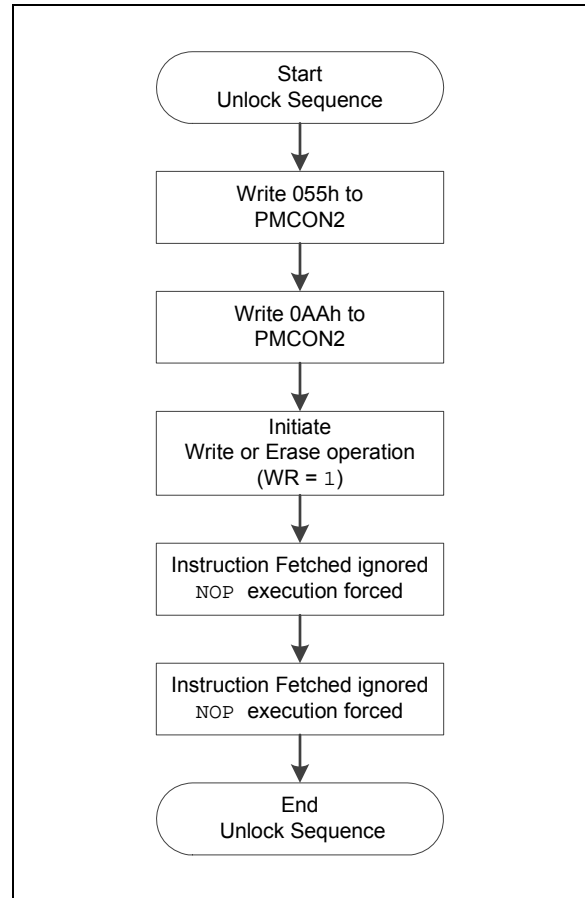 Start
Unlock Sequence
Write 055h to
PMCON2
Write 0AAh to
PMCON2
Initiate
Write or Erase operation
(WR = 1)
Instruction Fetched ignored
NOP execution forced
Instruction Fetched ignored
NOP execution forced
End
Unlock Sequence